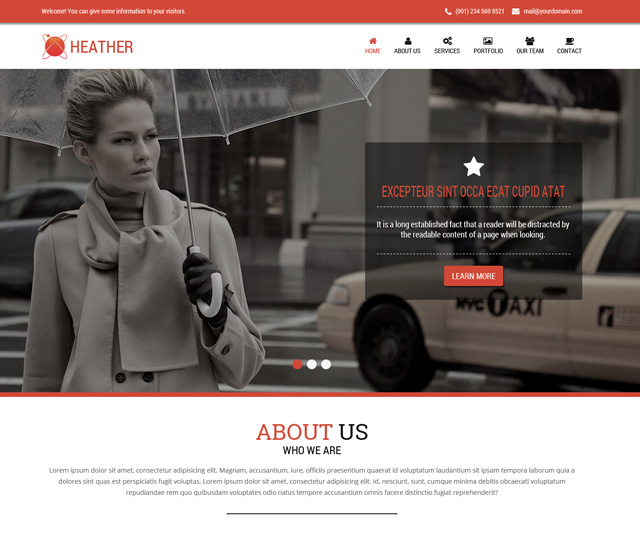 Welcome! You can give some information to your visitors.
(001) 234 569 8521
mail@yourdomain.com
HEATHER
HOME
ABOUT US
SERVICES
PORTFOLIO
OUR TEAM
CONTACT
EXCEPTEUR SINT OCCA ECAT CUPID ATAT
It is a long established fact that a reader will be distracted by
the readable content of a page when looking.
LEARN MORE
NYC TAXI
ABOUT US
WHO WE ARE
Lorem ipsum dolor sit amet, consectetur adipisicing elit. Magnam, accusantium, iure, officiis praesentium quaerat id voluptatum laudantium sit ipsam tempora laborum quia a
dolores sint quas est perspiciatis fugit voluptas. Lorem ipsum dolor sit amet, consectetur adipisicing elit. Id, nesciunt, sunt, cumque minima Obcaecati voluptatem
repudiandae rem quo quibusdam voluptates odio natus tempore accusantium omnis facere distinctio fugiat reprehenderit?